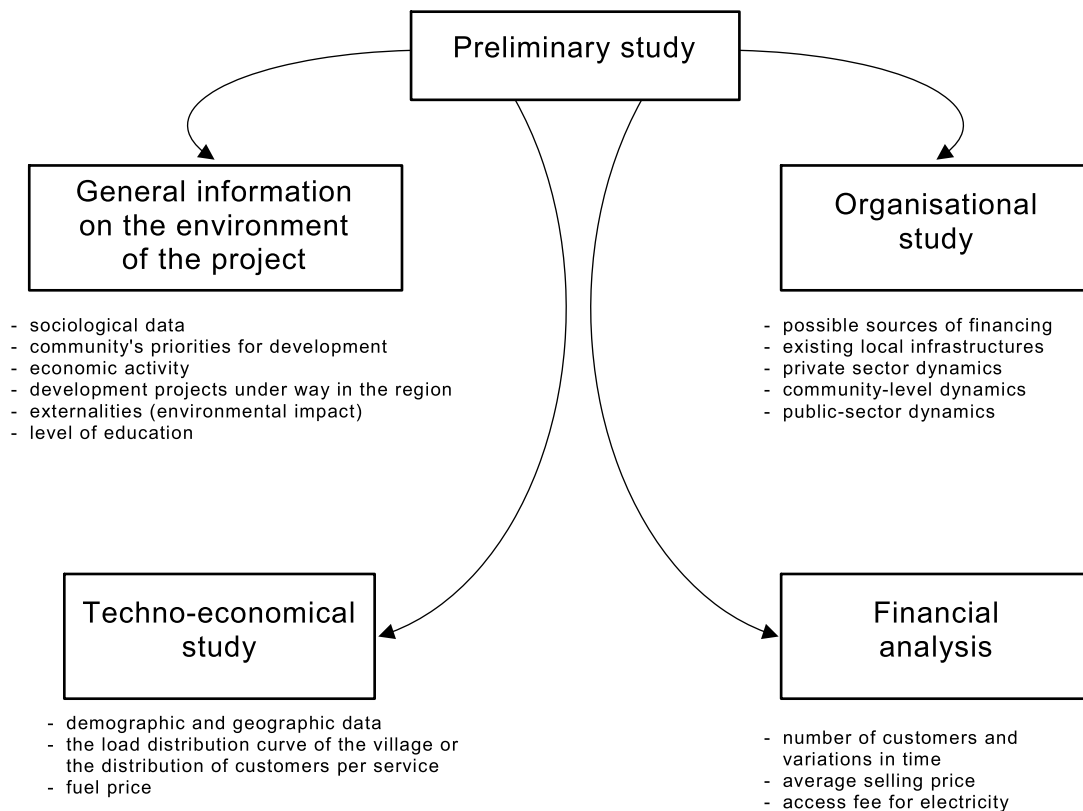 Preliminary study
General information
on the environment
of the project
- sociological data
- community's priorities for development
- economic activity
- development projects under way in the region
- externalities (environmental impact)
- level of education
Organisational
study
- possible sources of financing
- existing local infrastructures
- private sector dynamics
- community-level dynamics
- public-sector dynamics
Techno-economical
study
- demographic and geographic data
- the load distribution curve of the village or
the distribution of customers per service
- fuel price
Financial
analysis
- number of customers and
variations in time
- average selling price
- access fee for electricity